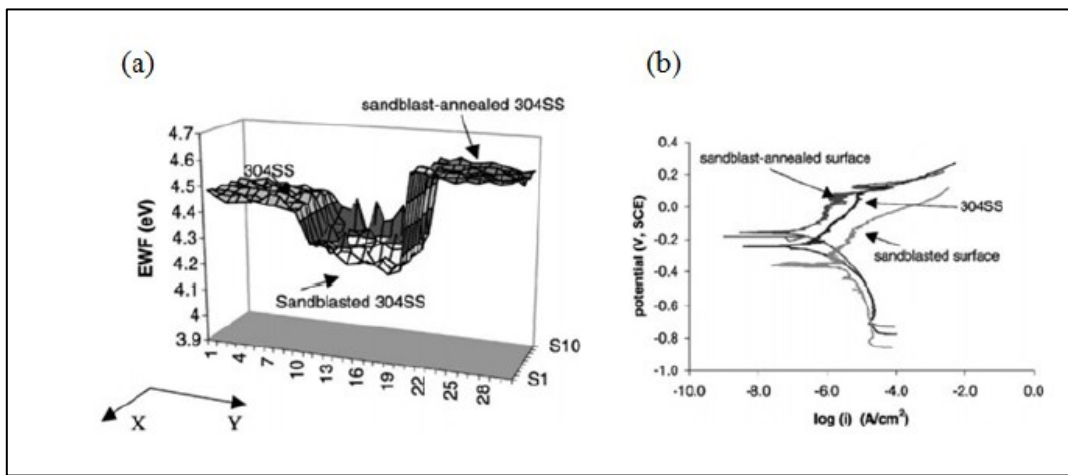 (a)
sandblast-annealed 304SS
304SS
Sandblasted 304SS
EWF (eV)
4.7
4.6
4.5
4.4
4.3
4.2
4.1
4
3.9
1
4
7
10
13
16
19
22
25
28
S10
S1
X
Y
(b)
sandblast-annealed surface
304SS
sandblasted surface
potential (V, SCE)
0.4
0.2
0.0
-0.2
-0.4
-0.6
-0.8
-1.0
-10.0
-8.0
-6.0
-4.0
-2.0
0.0
log (i) (A/cm²)